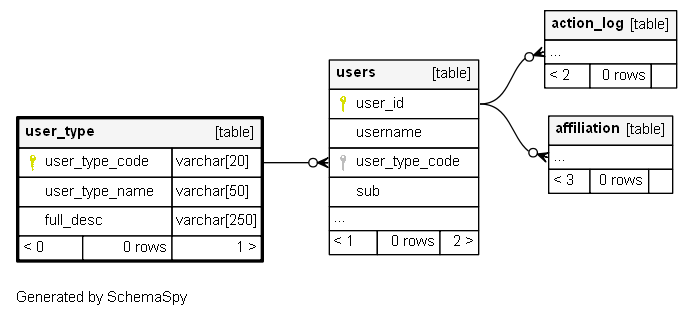 action_log [table]
...
< 2 0 rows
users [table]
user_id
username
user_type_code
sub
...
< 1 0 rows 2 >
affiliation [table]
...
< 3 0 rows
user_type [table]
user_type_code varchar[20]
user_type_name varchar[50]
full_desc varchar[250]
< 0 0 rows 1 >
Generated by SchemaSpy